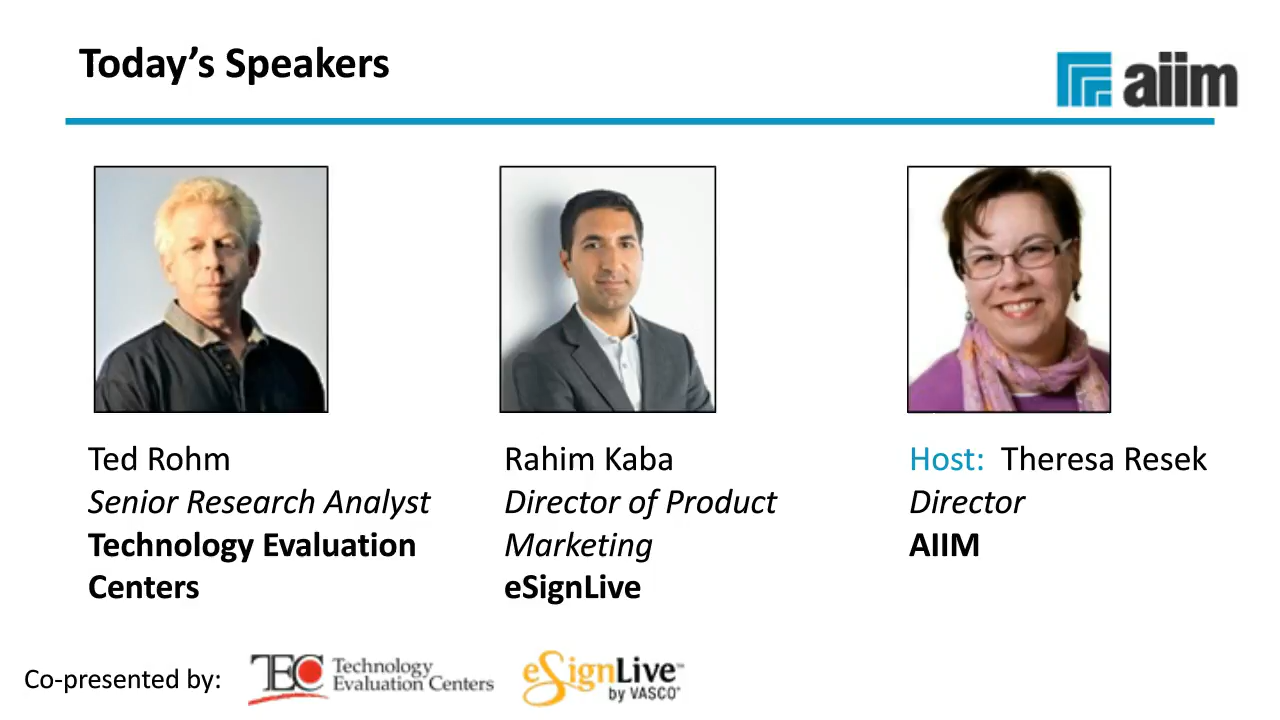 Today's Speakers
aiim
Ted Rohm
Senior Research Analyst
Technology Evaluation
Centers
Rahim Kaba
Director of Product
Marketing
eSignLive
Host: Theresa Resek
Director
AIIM
Co-presented by:
TEC Technology
Evaluation Centers
eSignLive™
by VASCO®